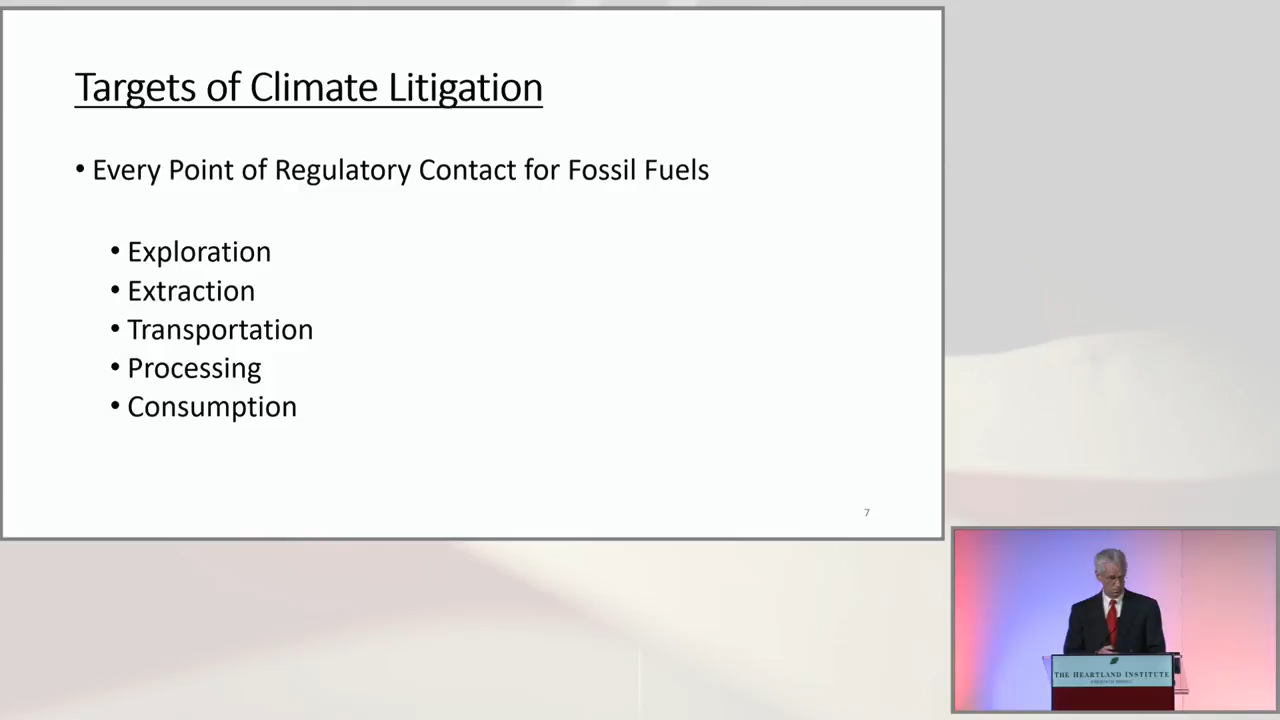 Targets of Climate Litigation
• Every Point of Regulatory Contact for Fossil Fuels
• Exploration
• Extraction
• Transportation
• Processing
• Consumption
7
THE HEARTLAND INSTITUTE